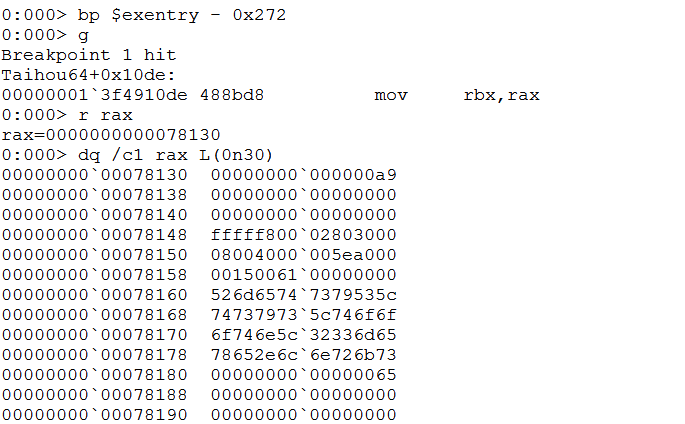 0:000> bp $exentry - 0x272
0:000> g
Breakpoint 1 hit
Taihou64+0x10de:
00000001`3f4910de 488bd8          mov     rbx,rax
0:000> r rax
rax=0000000000078130
0:000> dq /c1 rax L(0n30)
00000000`00078130  00000000`000000a9
00000000`00078138  00000000`00000000
00000000`00078140  00000000`00000000
00000000`00078148  fffff800`02803000
00000000`00078150  08004000`005ea000
00000000`00078158  00150061`00000000
00000000`00078160  526d6574`7379535c
00000000`00078168  74737973`5c746f6f
00000000`00078170  6f746e5c`32336d65
00000000`00078178  78652e6c`6e726b73
00000000`00078180  00000000`00000065
00000000`00078188  00000000`00000000
00000000`00078190  00000000`00000000